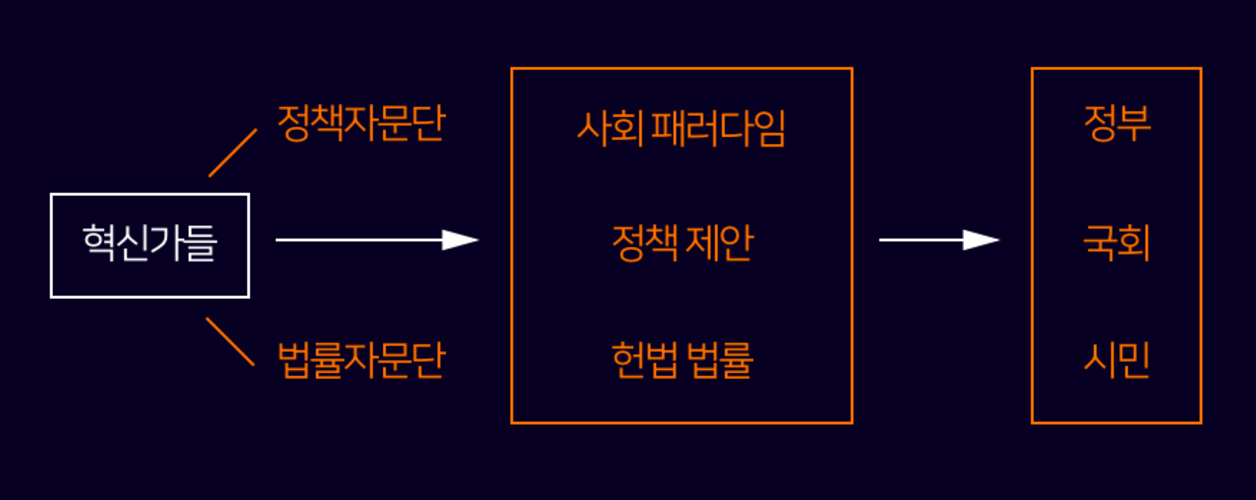 정책자문단
혁신가들
법률자문단
사회 패러다임
정책 제안
헌법 법률
정부
국회
시민